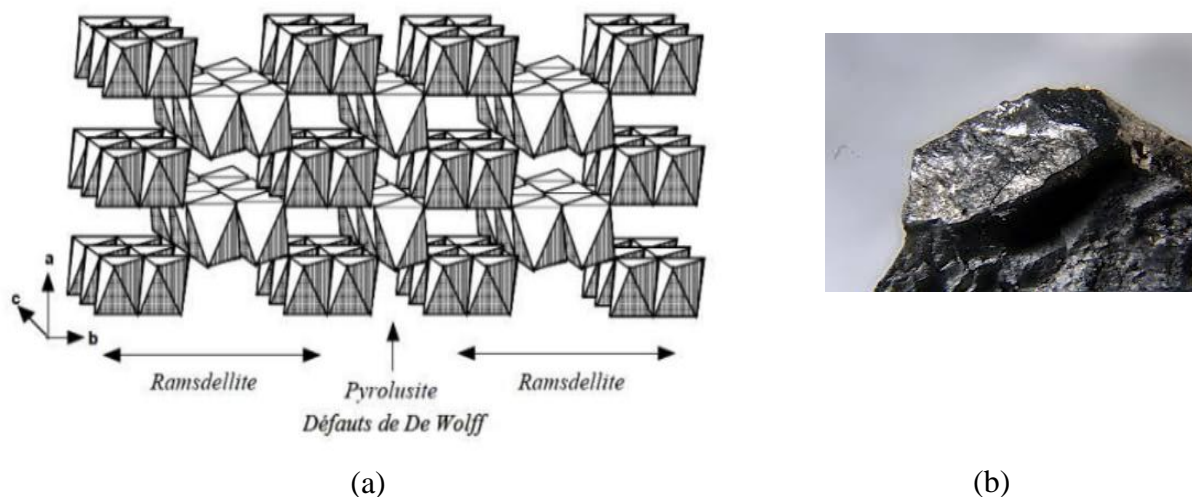 a
c
b
Ramsdellite
Pyrolusite
Ramsdellite
Défauts de De Wolff
(a)
(b)